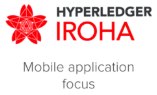 HYPERLEDGER
IROHA
Mobile application
focus